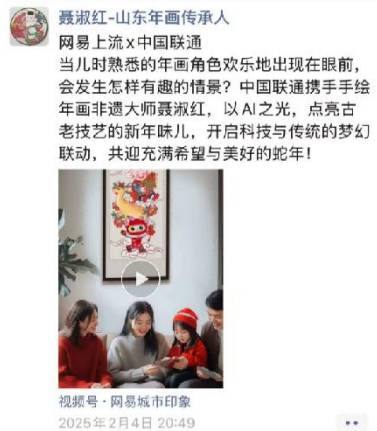 聂淑红-山东年画传承人
网易上流x中国联通
当儿时熟悉的年画角色欢乐地出现在眼前，
会发生怎样有趣的情景？中国联通携手手绘
年画非遗大师聂淑红，以AI之光，点亮古
老技艺的新年味儿，开启科技与传统的梦幻
联动，共迎充满希望与美好的蛇年！
视频号·网易城市印象
2025年2月4日 20:49